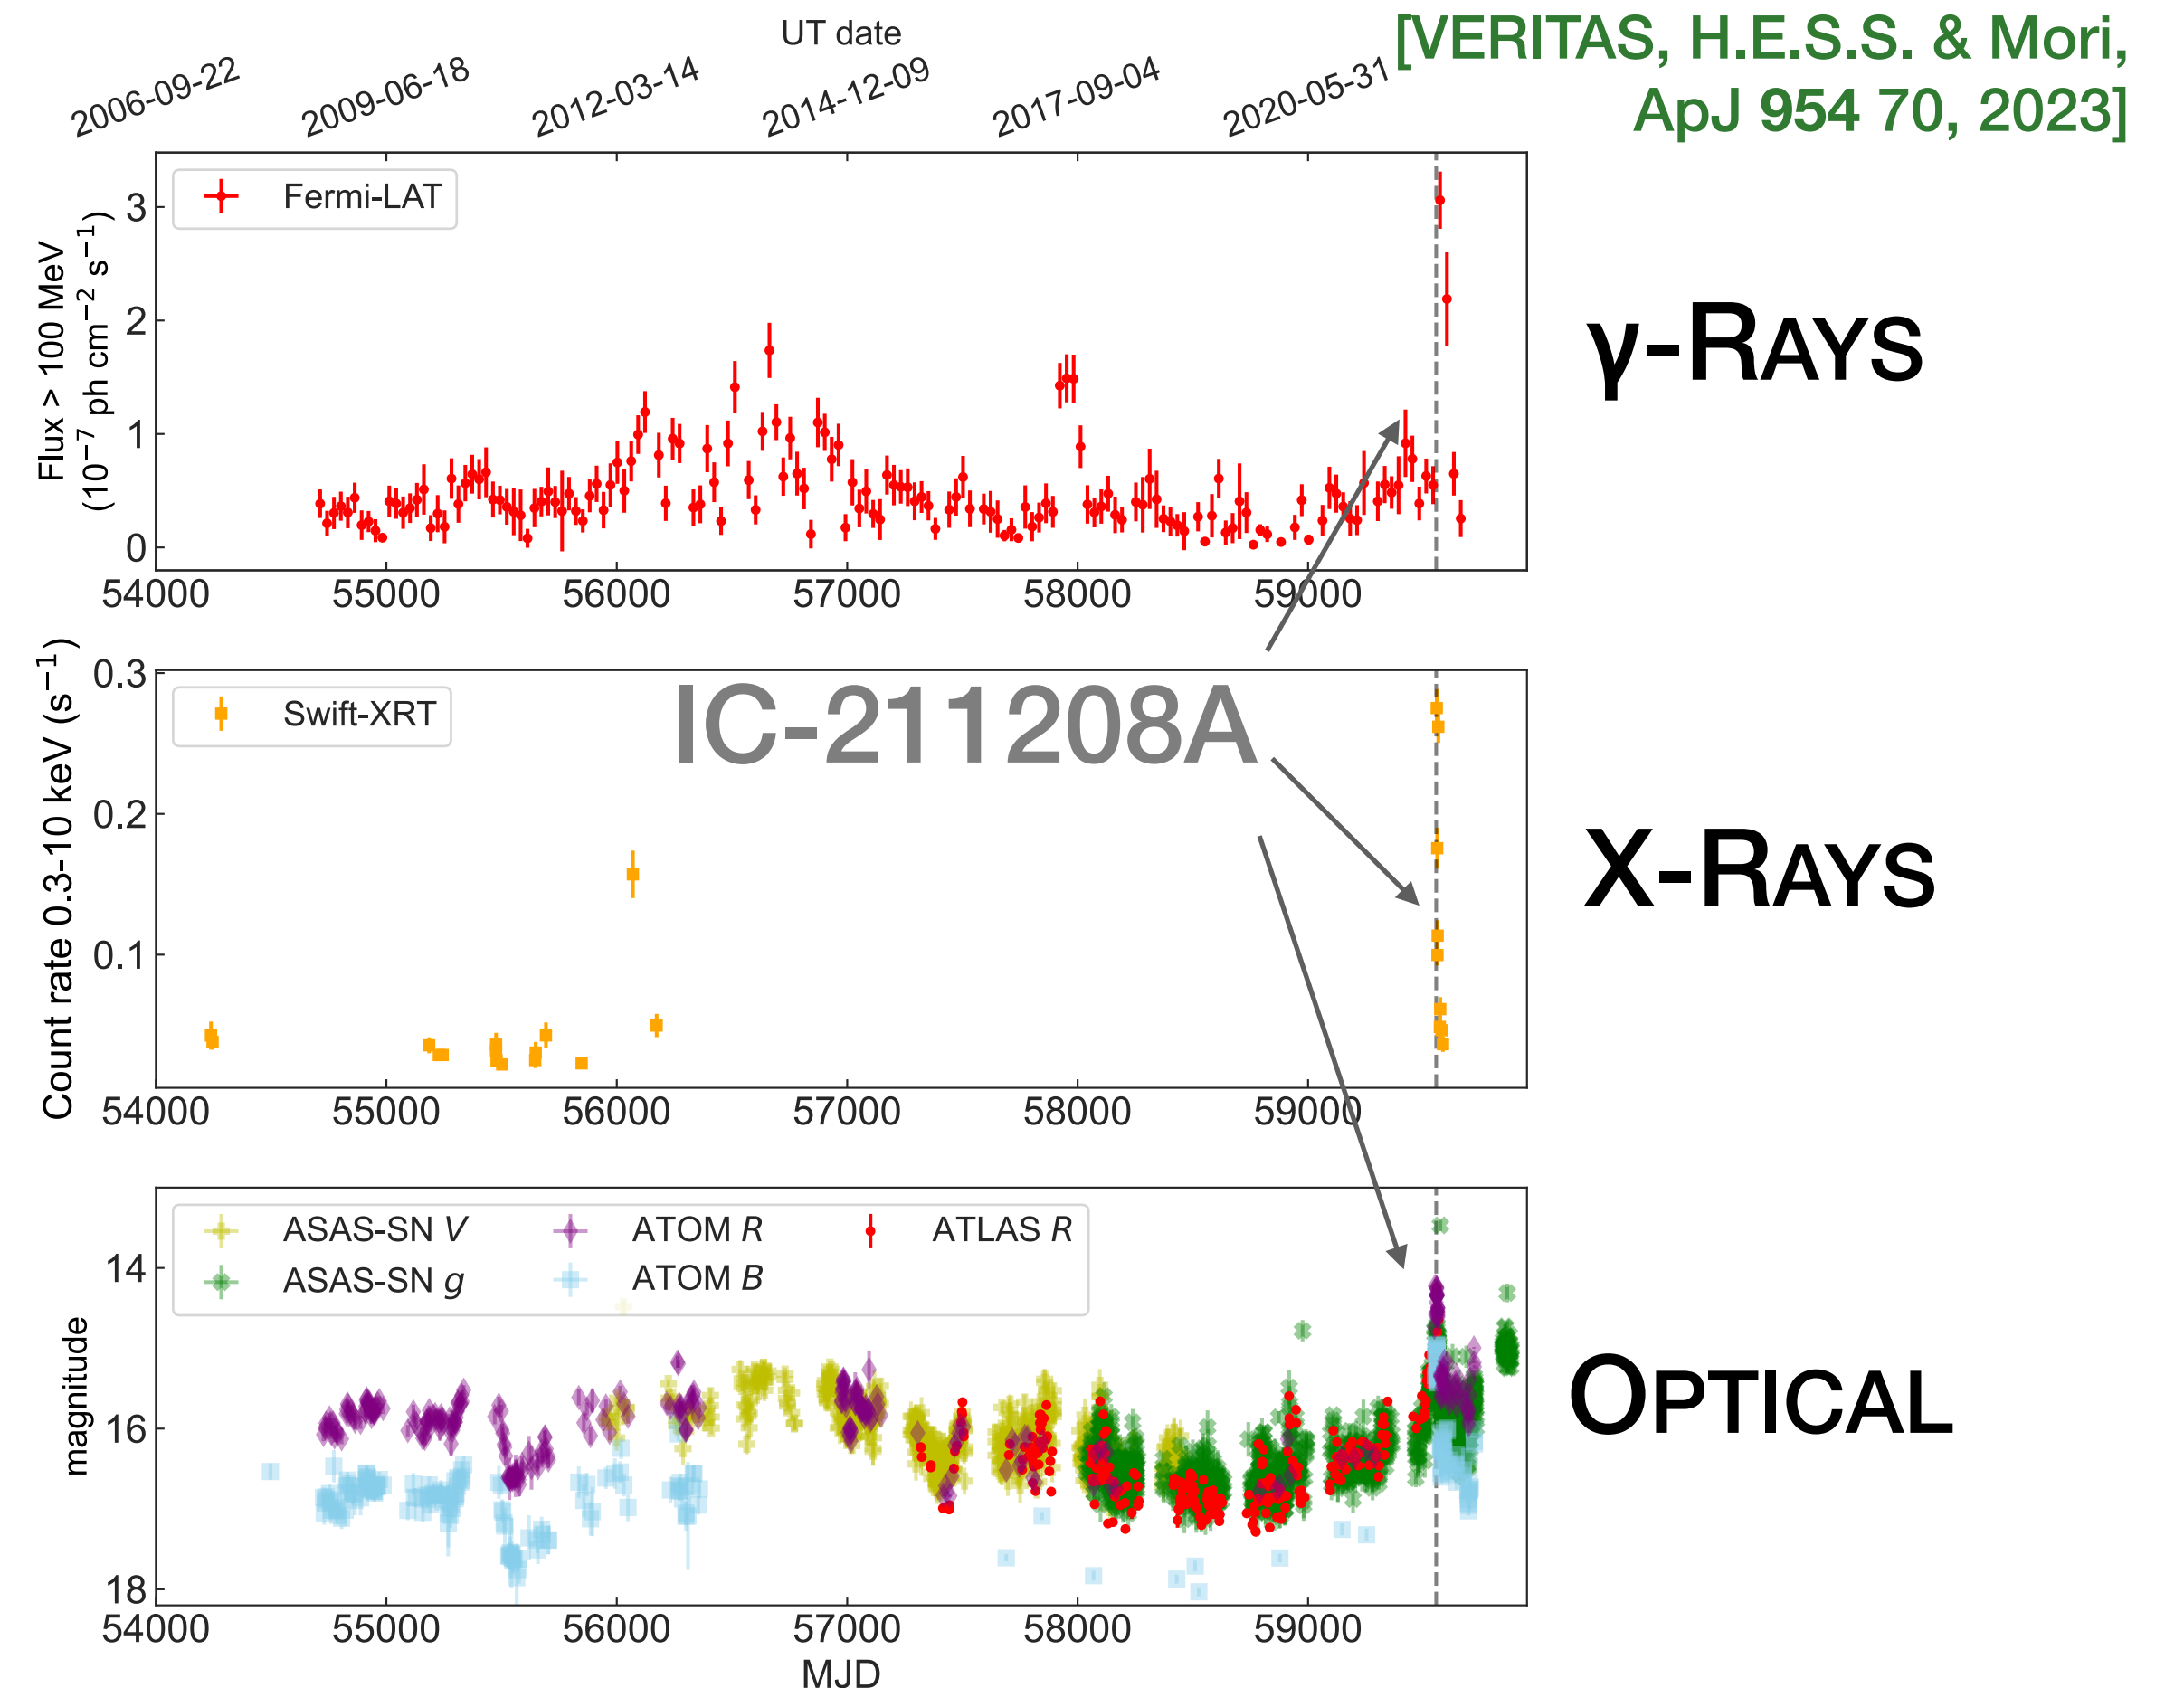 UT date
[VERITAS, H.E.S.S. & Mori,
ApJ 954 70, 2023]
2006-09-22 2009-06-18 2012-03-14 2014-12-09 2017-09-04 2020-05-31
Fermi-LAT
Flux > 100 MeV
(10⁻⁷ ph cm⁻² s⁻¹)
3
2
1
0
54000 55000 56000 57000 58000 59000
γ-RAYS
Swift-XRT
IC-211208A
Count rate 0.3-10 keV (s⁻¹)
0.3
0.2
0.1
54000 55000 56000 57000 58000 59000
X-RAYS
ASAS-SN V ATOM R ATLAS R
ASAS-SN g ATOM B
magnitude
14
16
18
54000 55000 56000 57000 58000 59000
MJD
OPTICAL